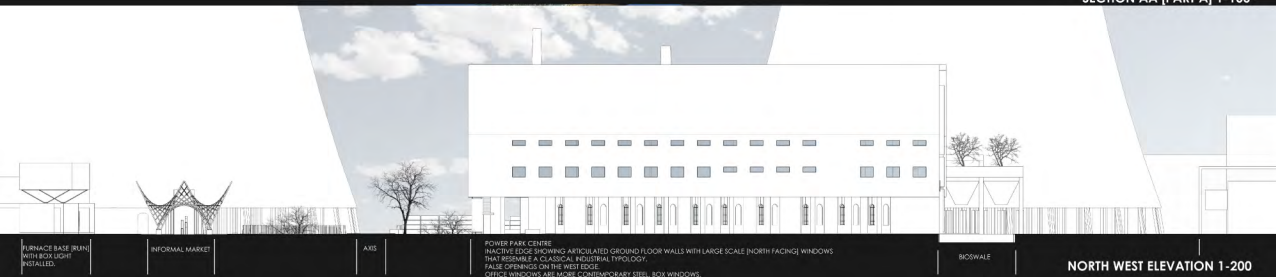 SECTION AA [PART A] 1-100
FURNACE BASE [RUIN]
WITH BOX LIGHT
INSTALLED.
INFORMAL MARKET
AXIS
POWER PARK CENTRE
INACTIVE EDGE SHOWING ARTICULATED GROUND FLOOR WALLS WITH LARGE SCALE [NORTH FACING] WINDOWS
THAT RESEMBLE A CLASSICAL INDUSTRIAL TYPOLOGY.
FALSE OPENINGS ON THE WEST EDGE.
OFFICE WINDOWS ARE MORE CONTEMPORARY STEEL, BOX WINDOWS.
BIOSWALE
NORTH WEST ELEVATION 1-200